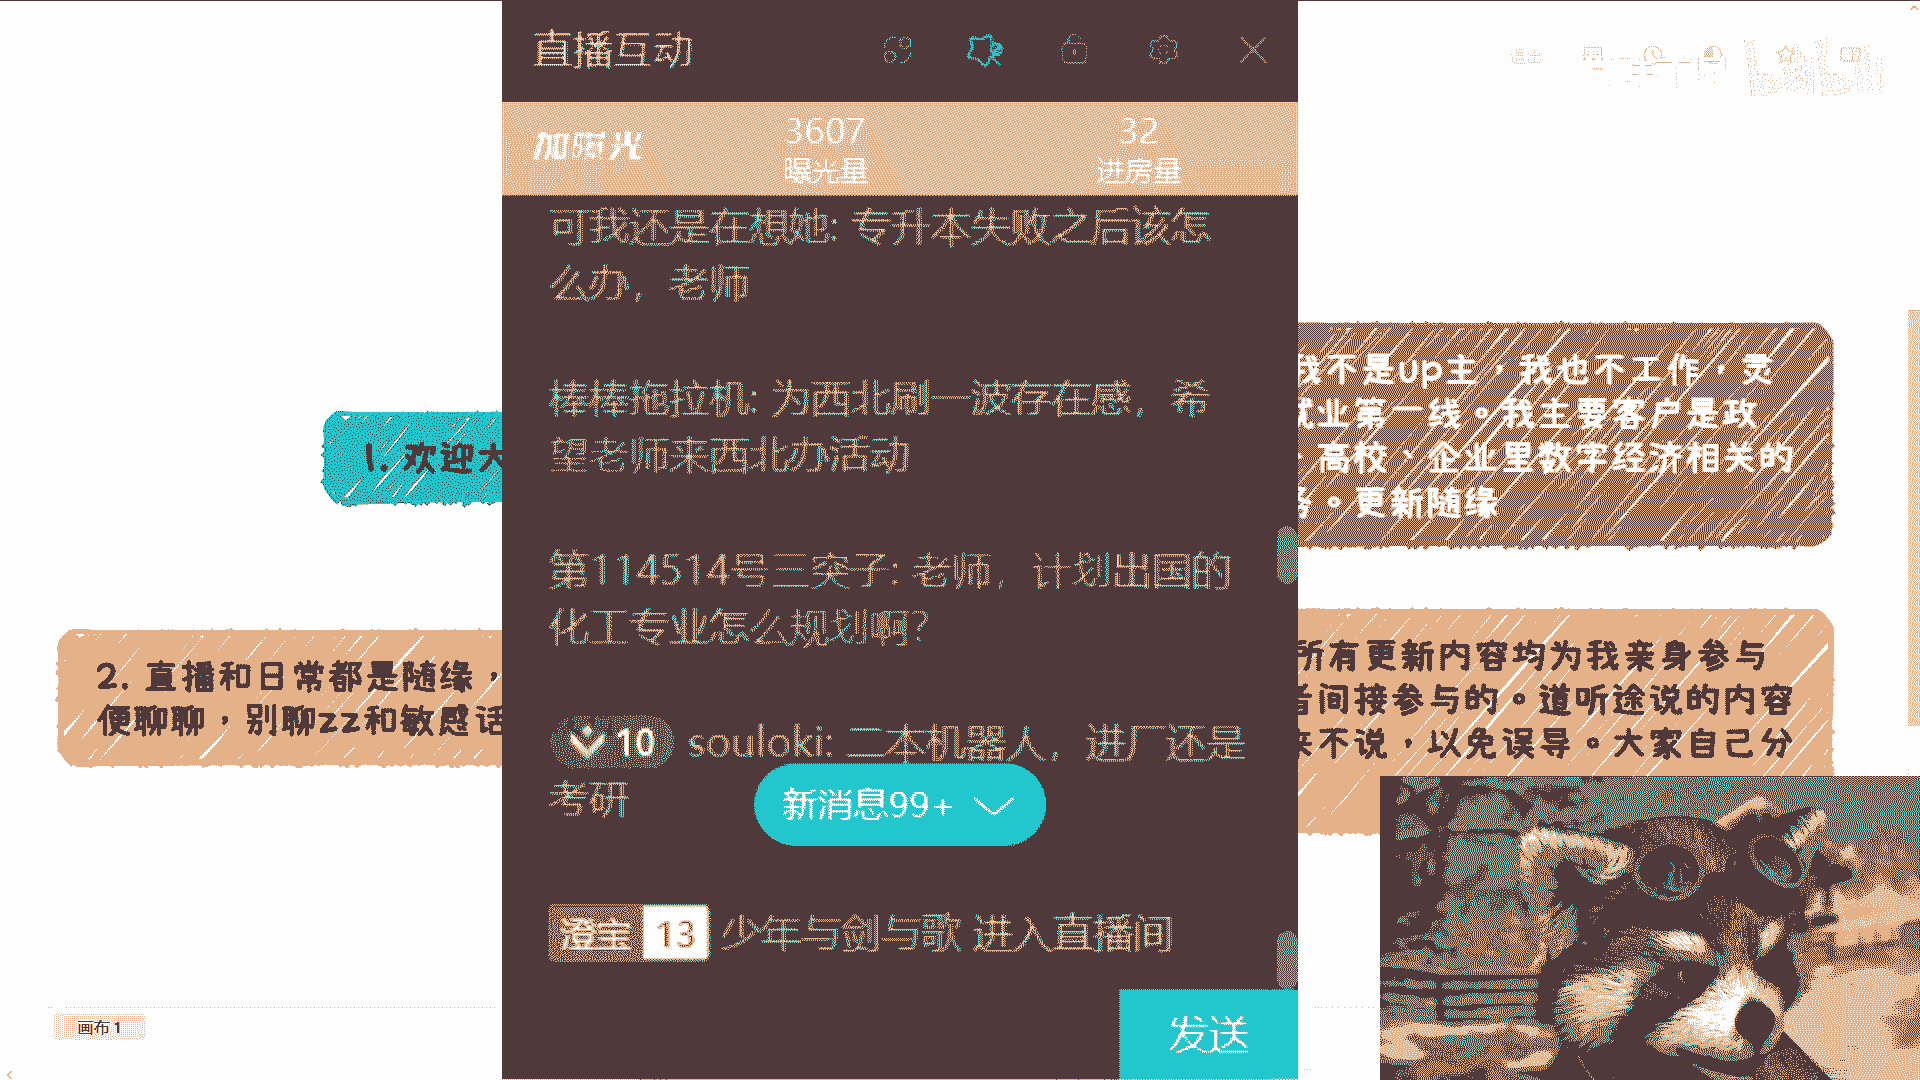 直播互动
加曝光
3607
曝光量
32
进房量
可我还是在想她: 专升本失败之后该怎
么办，老师
棒棒拖拉机: 为西北刷一波存在感，希
望老师来西北办活动
第114514号三突子: 老师，计划出国的
化工专业怎么规划啊?
10 souloki: 二本机器人，进厂还是
考研
新消息99+
澄宝 13 少年与剑与歌 进入直播间
发送
1. 欢迎大
2. 直播和日常都是随缘，
便聊聊，别聊zz和敏感话
我不是up主，我也不工作，灵
就业第一线。我主要客户是政
高校、企业里数字经济相关的
务。更新随缘
所有更新内容均为我亲身参与
者间接参与的。道听途说的内容
来不说，以免误导。大家自己分
画布 1